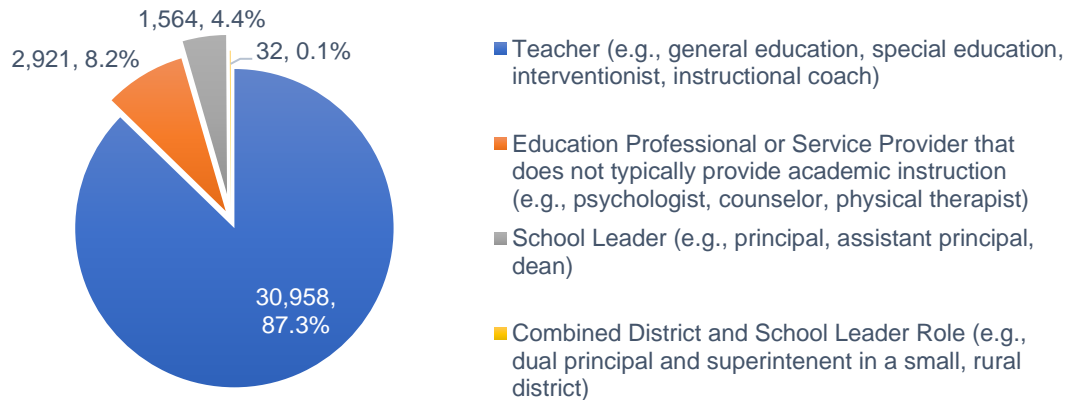 1,564, 4.4%
32, 0.1%
2,921, 8.2%
30,958,
87.3%
Teacher (e.g., general education, special education,
interventionist, instructional coach)
Education Professional or Service Provider that
does not typically provide academic instruction
(e.g., psychologist, counselor, physical therapist)
School Leader (e.g., principal, assistant principal,
dean)
Combined District and School Leader Role (e.g.,
dual principal and superintenent in a small, rural
district)